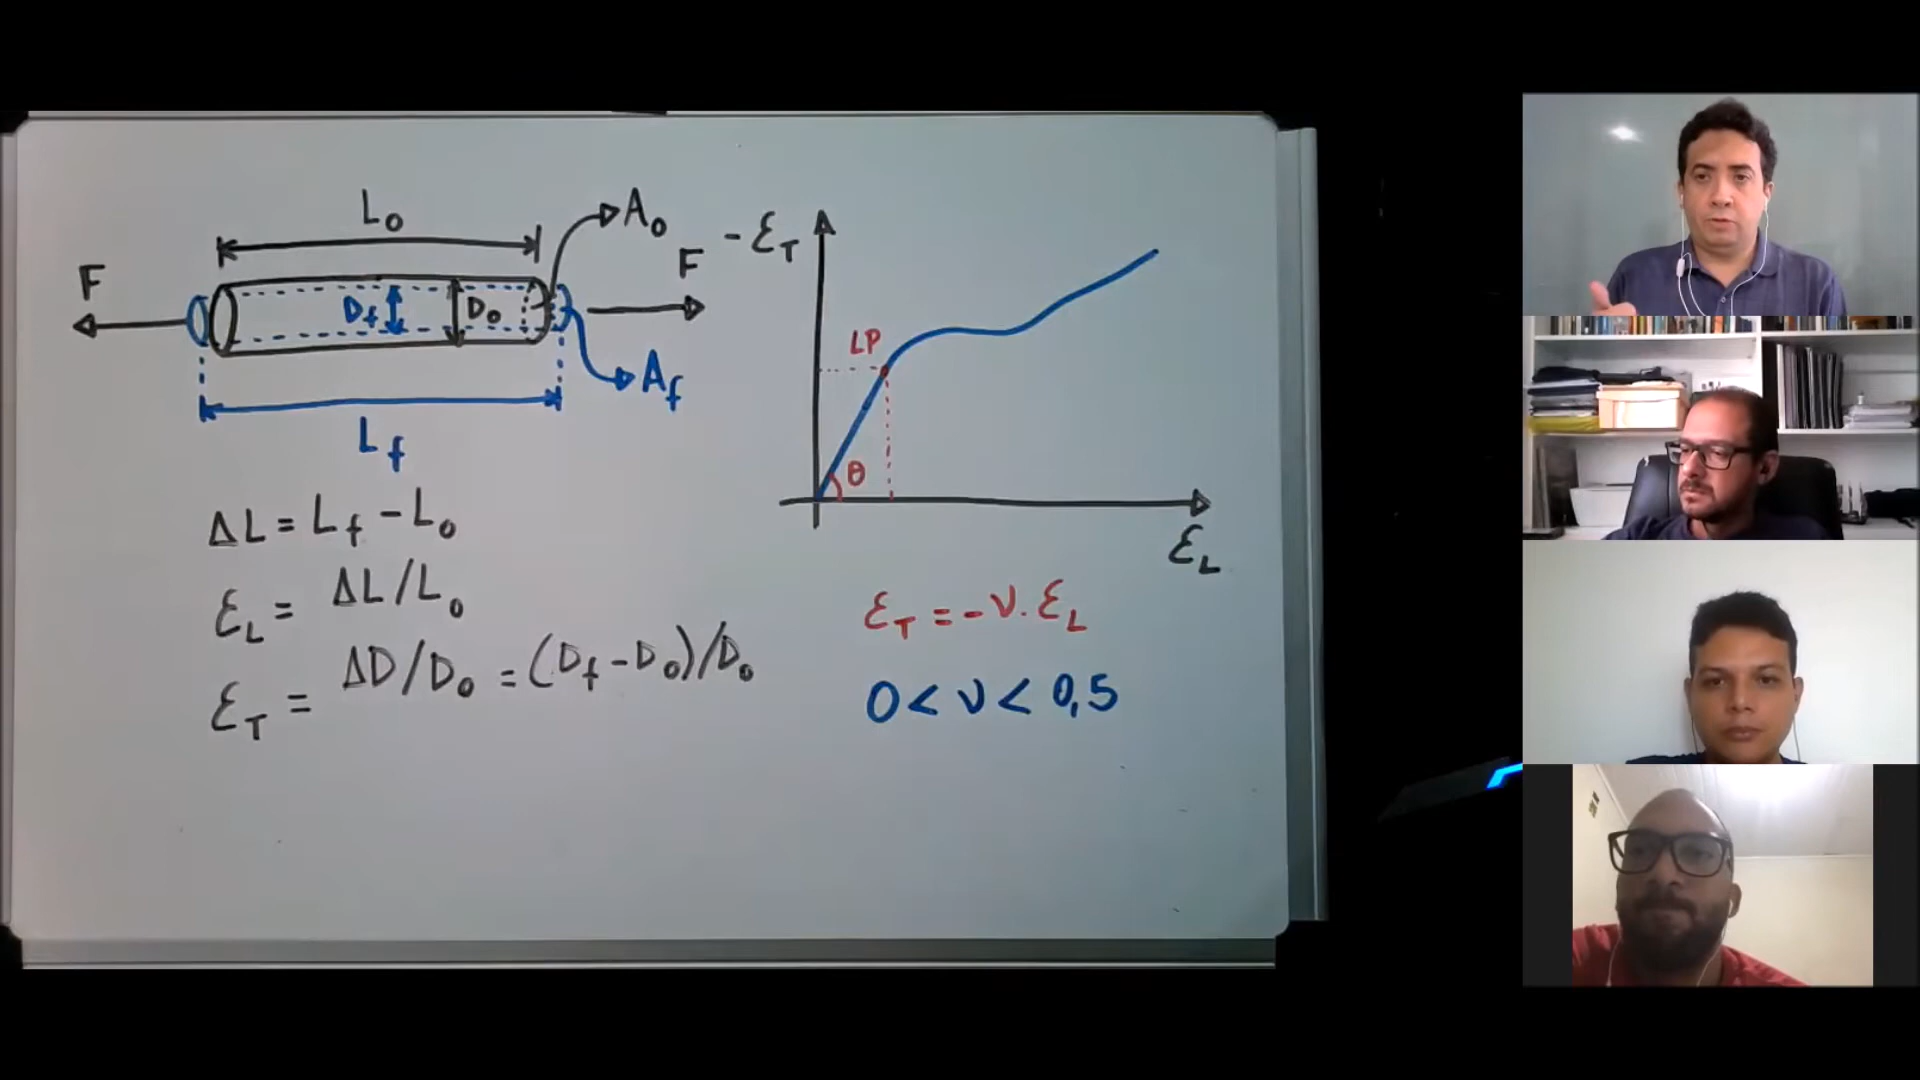 L₀
A₀
F
F
D_f
D₀
A_f
L_f
ΔL = L_f - L₀
ε_L = ΔL/L₀
ε_T = ΔD/D₀ = (D_f - D₀)/D₀
-ε_T
LP
θ
ε_L
ε_T = -ν.ε_L
0 < ν < 0,5